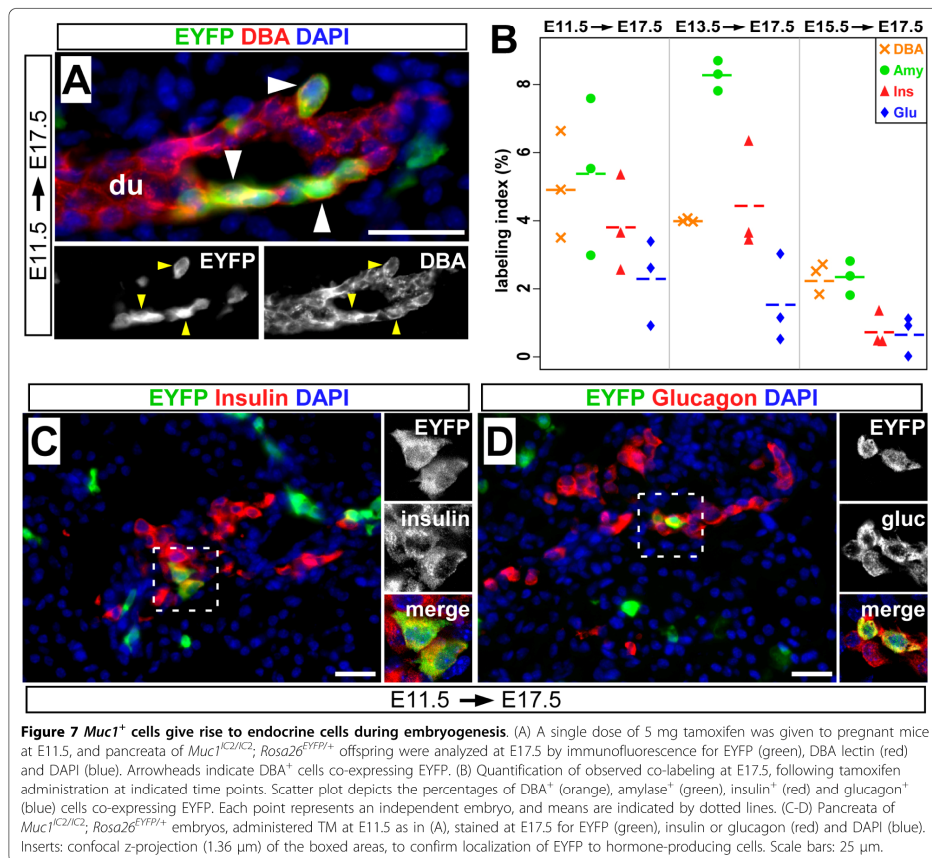 EYFP DBA DAPI
A
E11.5 → E17.5
du
EYFP
DBA
B
E11.5 → E17.5 E13.5 → E17.5 E15.5 → E17.5
DBA
Amy
Ins
Glu
labeling index (%)
8
6
4
2
0
EYFP Insulin DAPI
C
EYFP
insulin
merge
EYFP Glucagon DAPI
D
EYFP
gluc
merge
E11.5 → E17.5
Figure 7 Muc1+ cells give rise to endocrine cells during embryogenesis. (A) A single dose of 5 mg tamoxifen was given to pregnant mice
at E11.5, and pancreata of Muc1IC2/IC2; Rosa26EYFP/+ offspring were analyzed at E17.5 by immunofluorescence for EYFP (green), DBA lectin (red)
and DAPI (blue). Arrowheads indicate DBA+ cells co-expressing EYFP. (B) Quantification of observed co-labeling at E17.5, following tamoxifen
administration at indicated time points. Scatter plot depicts the percentages of DBA+ (orange), amylase+ (green), insulin+ (red) and glucagon+
(blue) cells co-expressing EYFP. Each point represents an independent embryo, and means are indicated by dotted lines. (C-D) Pancreata of
Muc1IC2/IC2; Rosa26EYFP/+ embryos, administered TM at E11.5 as in (A), stained at E17.5 for EYFP (green), insulin or glucagon (red) and DAPI (blue).
Inserts: confocal z-projection (1.36 μm) of the boxed areas, to confirm localization of EYFP to hormone-producing cells. Scale bars: 25 μm.